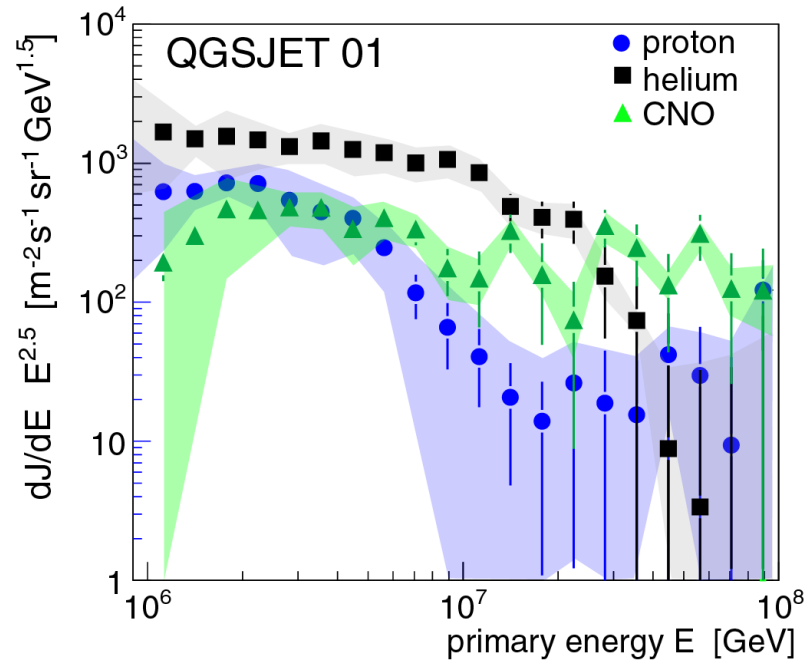 QGSJET 01
proton
helium
CNO
dJ/dE E^2.5 [m^-2 s^-1 sr^-1 GeV^1.5]
10^4
10^3
10^2
10
1
10^6
10^7
10^8
primary energy E [GeV]